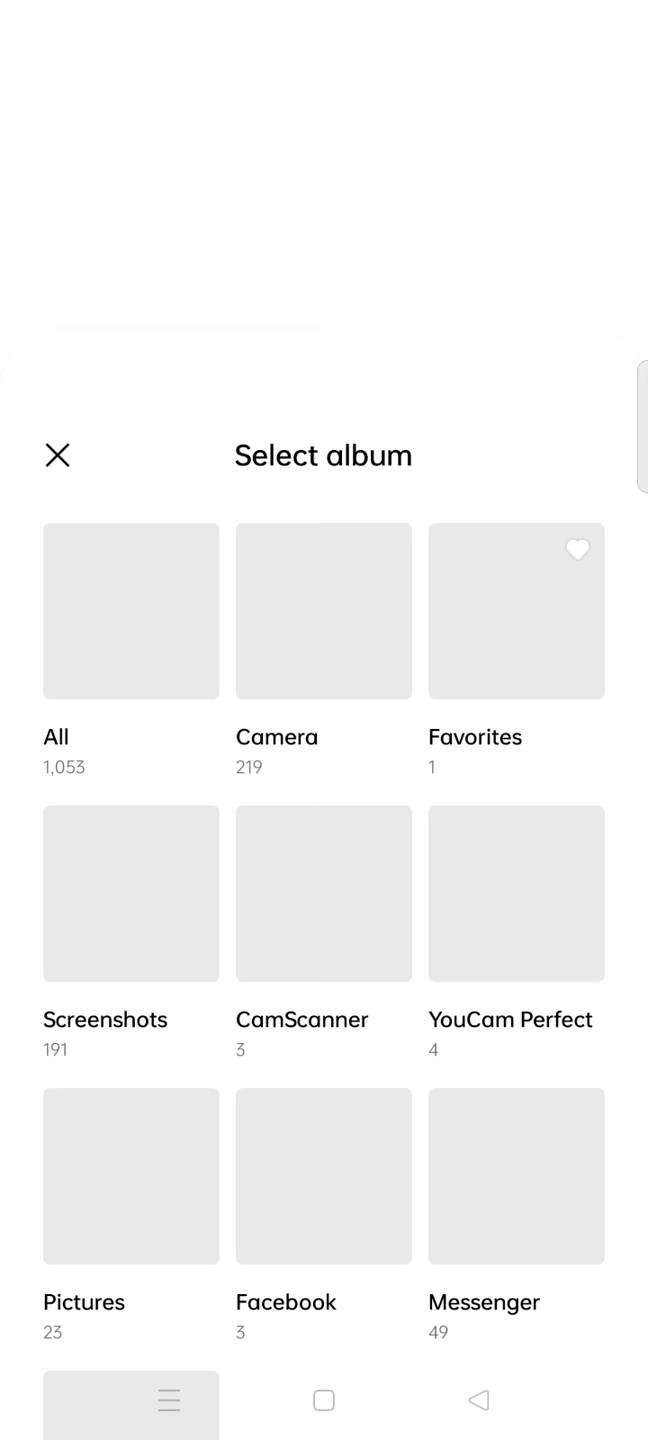 Select album
All
1,053
Camera
219
Favorites
1
Screenshots
191
CamScanner
3
YouCam Perfect
4
Pictures
23
Facebook
3
Messenger
49